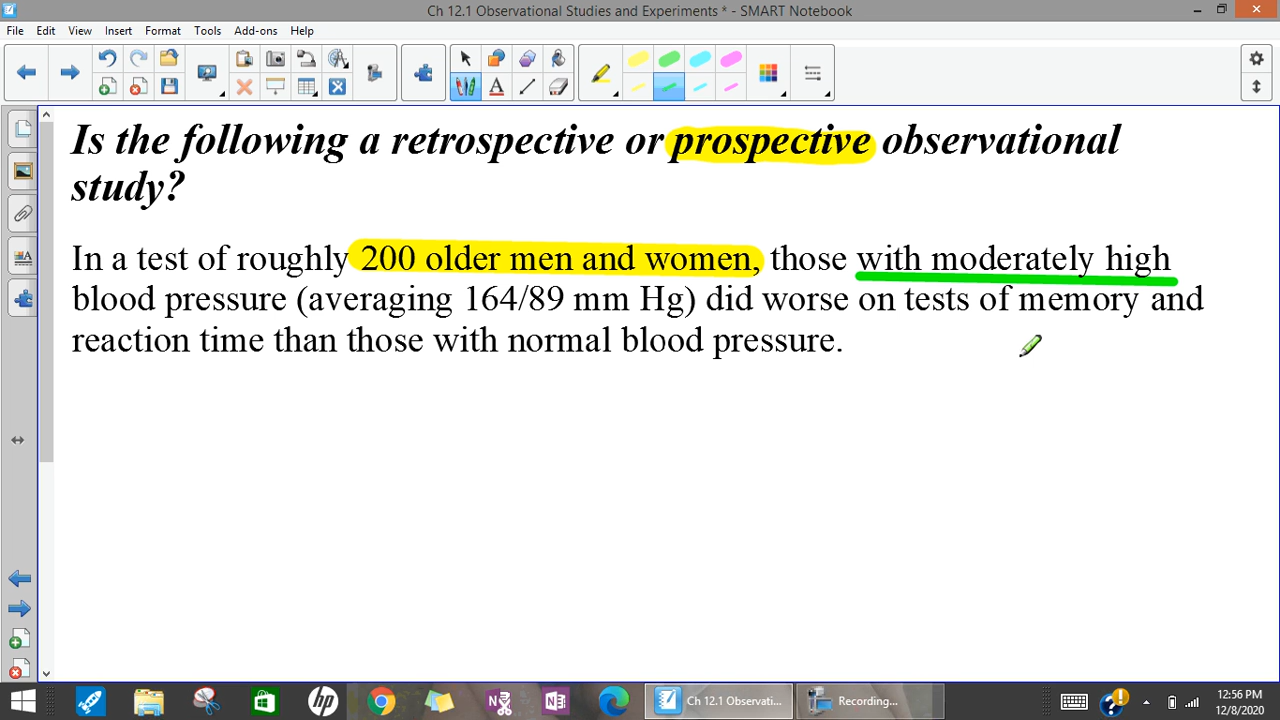 Ch 12.1 Observational Studies and Experiments * - SMART Notebook
File Edit View Insert Format Tools Add-ons Help
Is the following a retrospective or prospective observational
study?
In a test of roughly 200 older men and women, those with moderately high
blood pressure (averaging 164/89 mm Hg) did worse on tests of memory and
reaction time than those with normal blood pressure.
Ch 12.1 Observati...
Recording...
12:56 PM
12/8/2020